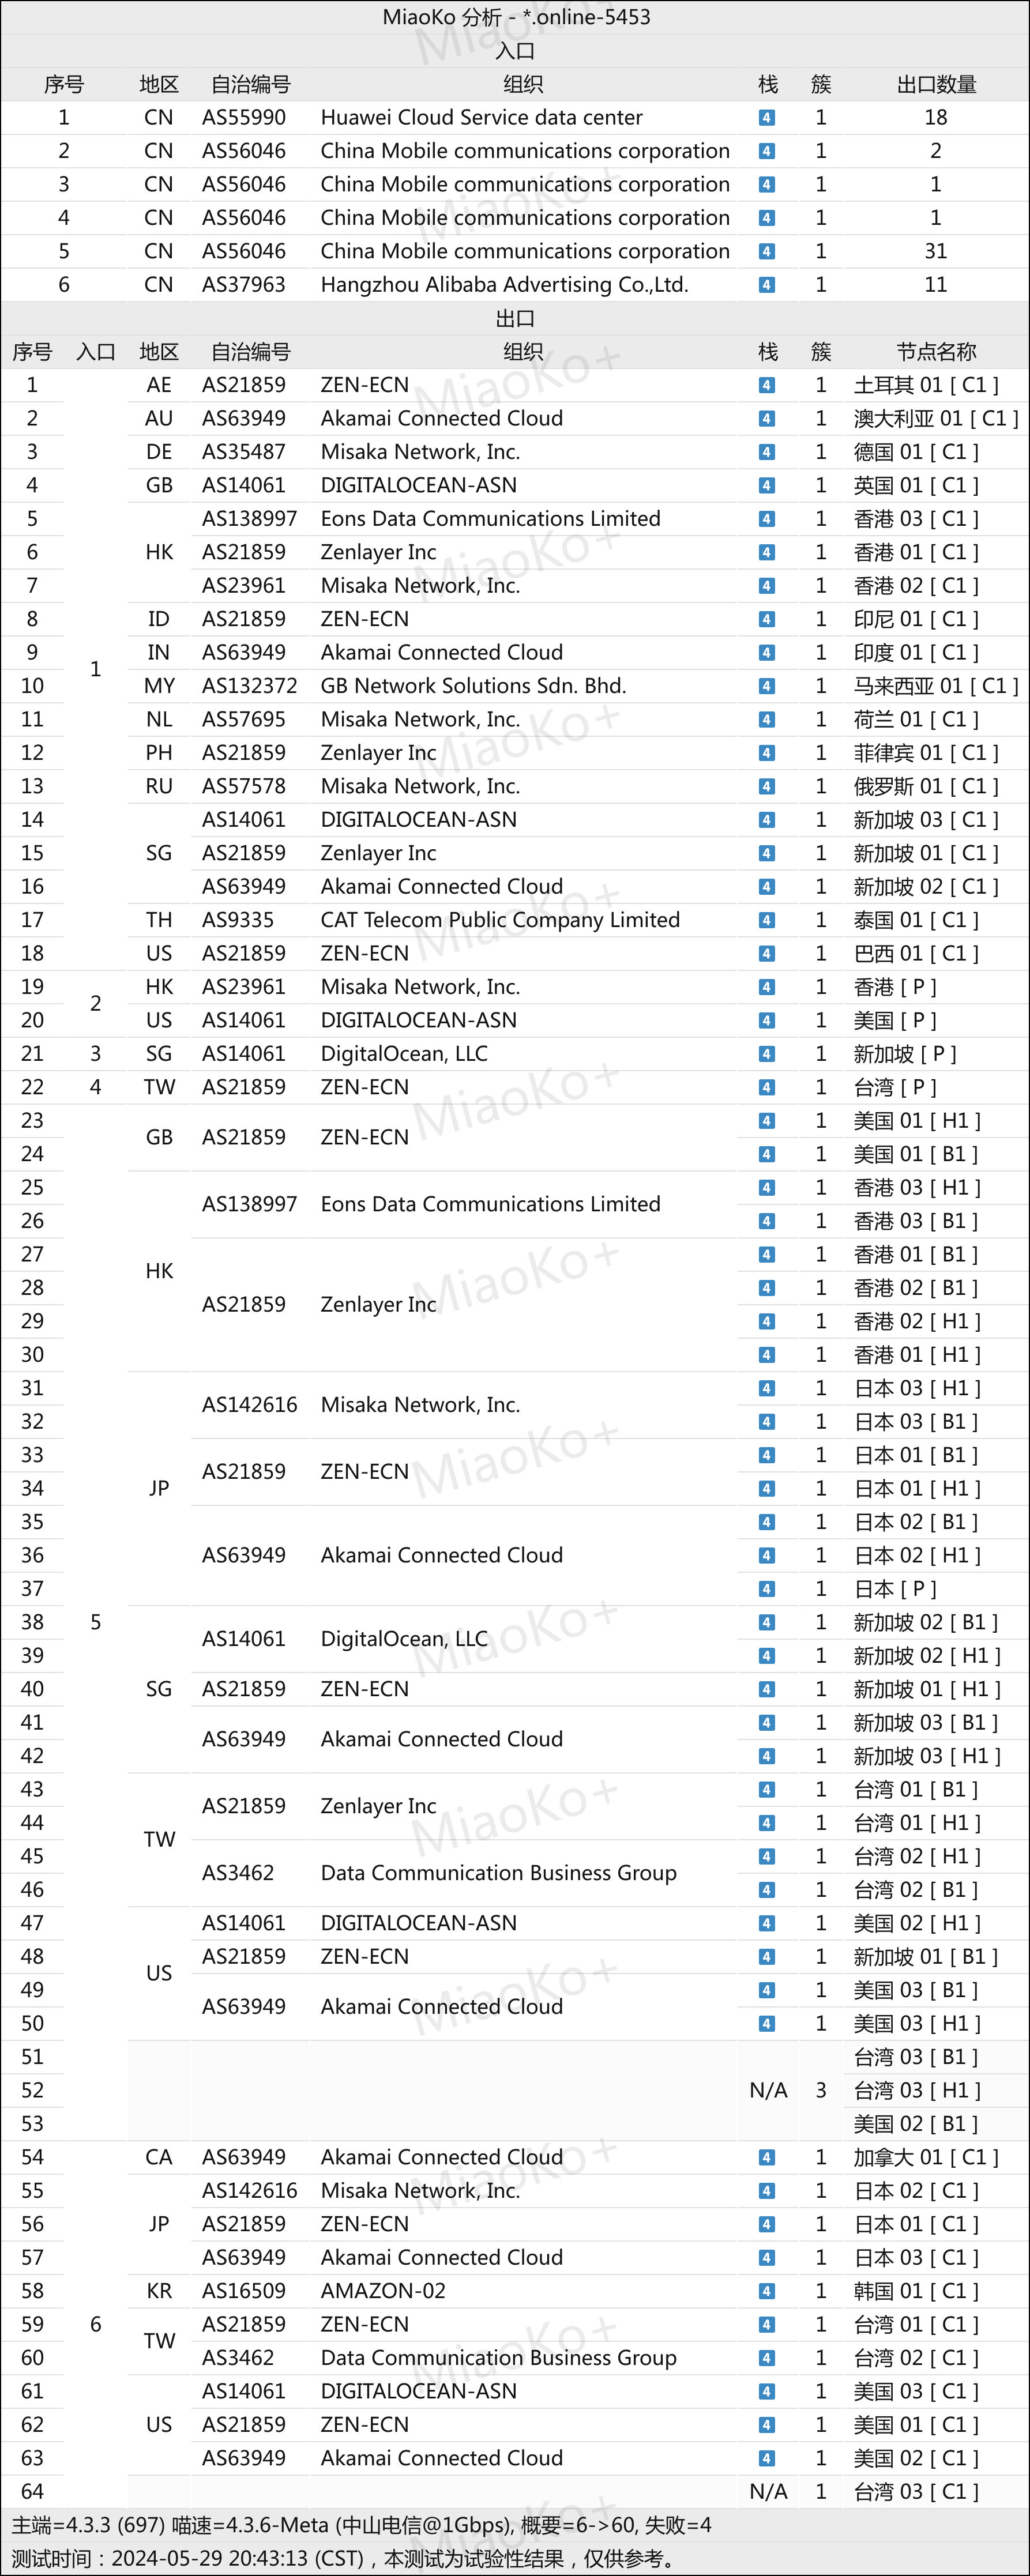 MiaoKo 分析 - *.online-5453
入口
序号 地区 自治编号 组织 栈 簇 出口数量
1 CN AS55990 Huawei Cloud Service data center 4 1 18
2 CN AS56046 China Mobile communications corporation 4 1 2
3 CN AS56046 China Mobile communications corporation 4 1 1
4 CN AS56046 China Mobile communications corporation 4 1 1
5 CN AS56046 China Mobile communications corporation 4 1 31
6 CN AS37963 Hangzhou Alibaba Advertising Co.,Ltd. 4 1 11
出口
序号 入口 地区 自治编号 组织 栈 簇 节点名称
1 AE AS21859 ZEN-ECN 4 1 土耳其 01 [ C1 ]
2 AU AS63949 Akamai Connected Cloud 4 1 澳大利亚 01 [ C1 ]
3 DE AS35487 Misaka Network, Inc. 4 1 德国 01 [ C1 ]
4 GB AS14061 DIGITALOCEAN-ASN 4 1 英国 01 [ C1 ]
5 AS138997 Eons Data Communications Limited 4 1 香港 03 [ C1 ]
6 HK AS21859 Zenlayer Inc 4 1 香港 01 [ C1 ]
7 AS23961 Misaka Network, Inc. 4 1 香港 02 [ C1 ]
8 ID AS21859 ZEN-ECN 4 1 印尼 01 [ C1 ]
9 IN AS63949 Akamai Connected Cloud 4 1 印度 01 [ C1 ]
1
10 MY AS132372 GB Network Solutions Sdn. Bhd. 4 1 马来西亚 01 [ C1 ]
11 NL AS57695 Misaka Network, Inc. 4 1 荷兰 01 [ C1 ]
12 PH AS21859 Zenlayer Inc 4 1 菲律宾 01 [ C1 ]
13 RU AS57578 Misaka Network, Inc. 4 1 俄罗斯 01 [ C1 ]
14 AS14061 DIGITALOCEAN-ASN 4 1 新加坡 03 [ C1 ]
15 SG AS21859 Zenlayer Inc 4 1 新加坡 01 [ C1 ]
16 AS63949 Akamai Connected Cloud 4 1 新加坡 02 [ C1 ]
17 TH AS9335 CAT Telecom Public Company Limited 4 1 泰国 01 [ C1 ]
18 US AS21859 ZEN-ECN 4 1 巴西 01 [ C1 ]
19 HK AS23961 Misaka Network, Inc. 4 1 香港 [ P ]
2
20 US AS14061 DIGITALOCEAN-ASN 4 1 美国 [ P ]
21 3 SG AS14061 DigitalOcean, LLC 4 1 新加坡 [ P ]
22 4 TW AS21859 ZEN-ECN 4 1 台湾 [ P ]
23 4 1 美国 01 [ H1 ]
GB AS21859 ZEN-ECN
24 4 1 美国 01 [ B1 ]
25 4 1 香港 03 [ H1 ]
AS138997 Eons Data Communications Limited
26 4 1 香港 03 [ B1 ]
27 4 1 香港 01 [ B1 ]
HK
28 4 1 香港 02 [ B1 ]
AS21859 Zenlayer Inc
29 4 1 香港 02 [ H1 ]
30 4 1 香港 01 [ H1 ]
31 4 1 日本 03 [ H1 ]
AS142616 Misaka Network, Inc.
32 4 1 日本 03 [ B1 ]
33 4 1 日本 01 [ B1 ]
AS21859 ZEN-ECN
34 JP 4 1 日本 01 [ H1 ]
35 4 1 日本 02 [ B1 ]
36 AS63949 Akamai Connected Cloud 4 1 日本 02 [ H1 ]
37 4 1 日本 [ P ]
38 5 4 1 新加坡 02 [ B1 ]
AS14061 DigitalOcean, LLC
39 4 1 新加坡 02 [ H1 ]
40 SG AS21859 ZEN-ECN 4 1 新加坡 01 [ H1 ]
41 4 1 新加坡 03 [ B1 ]
AS63949 Akamai Connected Cloud
42 4 1 新加坡 03 [ H1 ]
43 4 1 台湾 01 [ B1 ]
AS21859 Zenlayer Inc
44 4 1 台湾 01 [ H1 ]
TW
45 4 1 台湾 02 [ H1 ]
AS3462 Data Communication Business Group
46 4 1 台湾 02 [ B1 ]
47 AS14061 DIGITALOCEAN-ASN 4 1 美国 02 [ H1 ]
48 AS21859 ZEN-ECN 4 1 新加坡 01 [ B1 ]
US
49 4 1 美国 03 [ B1 ]
AS63949 Akamai Connected Cloud
50 4 1 美国 03 [ H1 ]
51 台湾 03 [ B1 ]
52 N/A 3 台湾 03 [ H1 ]
53 美国 02 [ B1 ]
54 CA AS63949 Akamai Connected Cloud 4 1 加拿大 01 [ C1 ]
55 AS142616 Misaka Network, Inc. 4 1 日本 02 [ C1 ]
56 JP AS21859 ZEN-ECN 4 1 日本 01 [ C1 ]
57 AS63949 Akamai Connected Cloud 4 1 日本 03 [ C1 ]
58 KR AS16509 AMAZON-02 4 1 韩国 01 [ C1 ]
59 6 AS21859 ZEN-ECN 4 1 台湾 01 [ C1 ]
TW
60 AS3462 Data Communication Business Group 4 1 台湾 02 [ C1 ]
61 AS14061 DIGITALOCEAN-ASN 4 1 美国 03 [ C1 ]
62 US AS21859 ZEN-ECN 4 1 美国 01 [ C1 ]
63 AS63949 Akamai Connected Cloud 4 1 美国 02 [ C1 ]
64 N/A 1 台湾 03 [ C1 ]
主端=4.3.3 (697) 喵速=4.3.6-Meta (中山电信@1Gbps), 概要=6->60, 失败=4
测试时间：2024-05-29 20:43:13 (CST)，本测试为试验性结果，仅供参考。